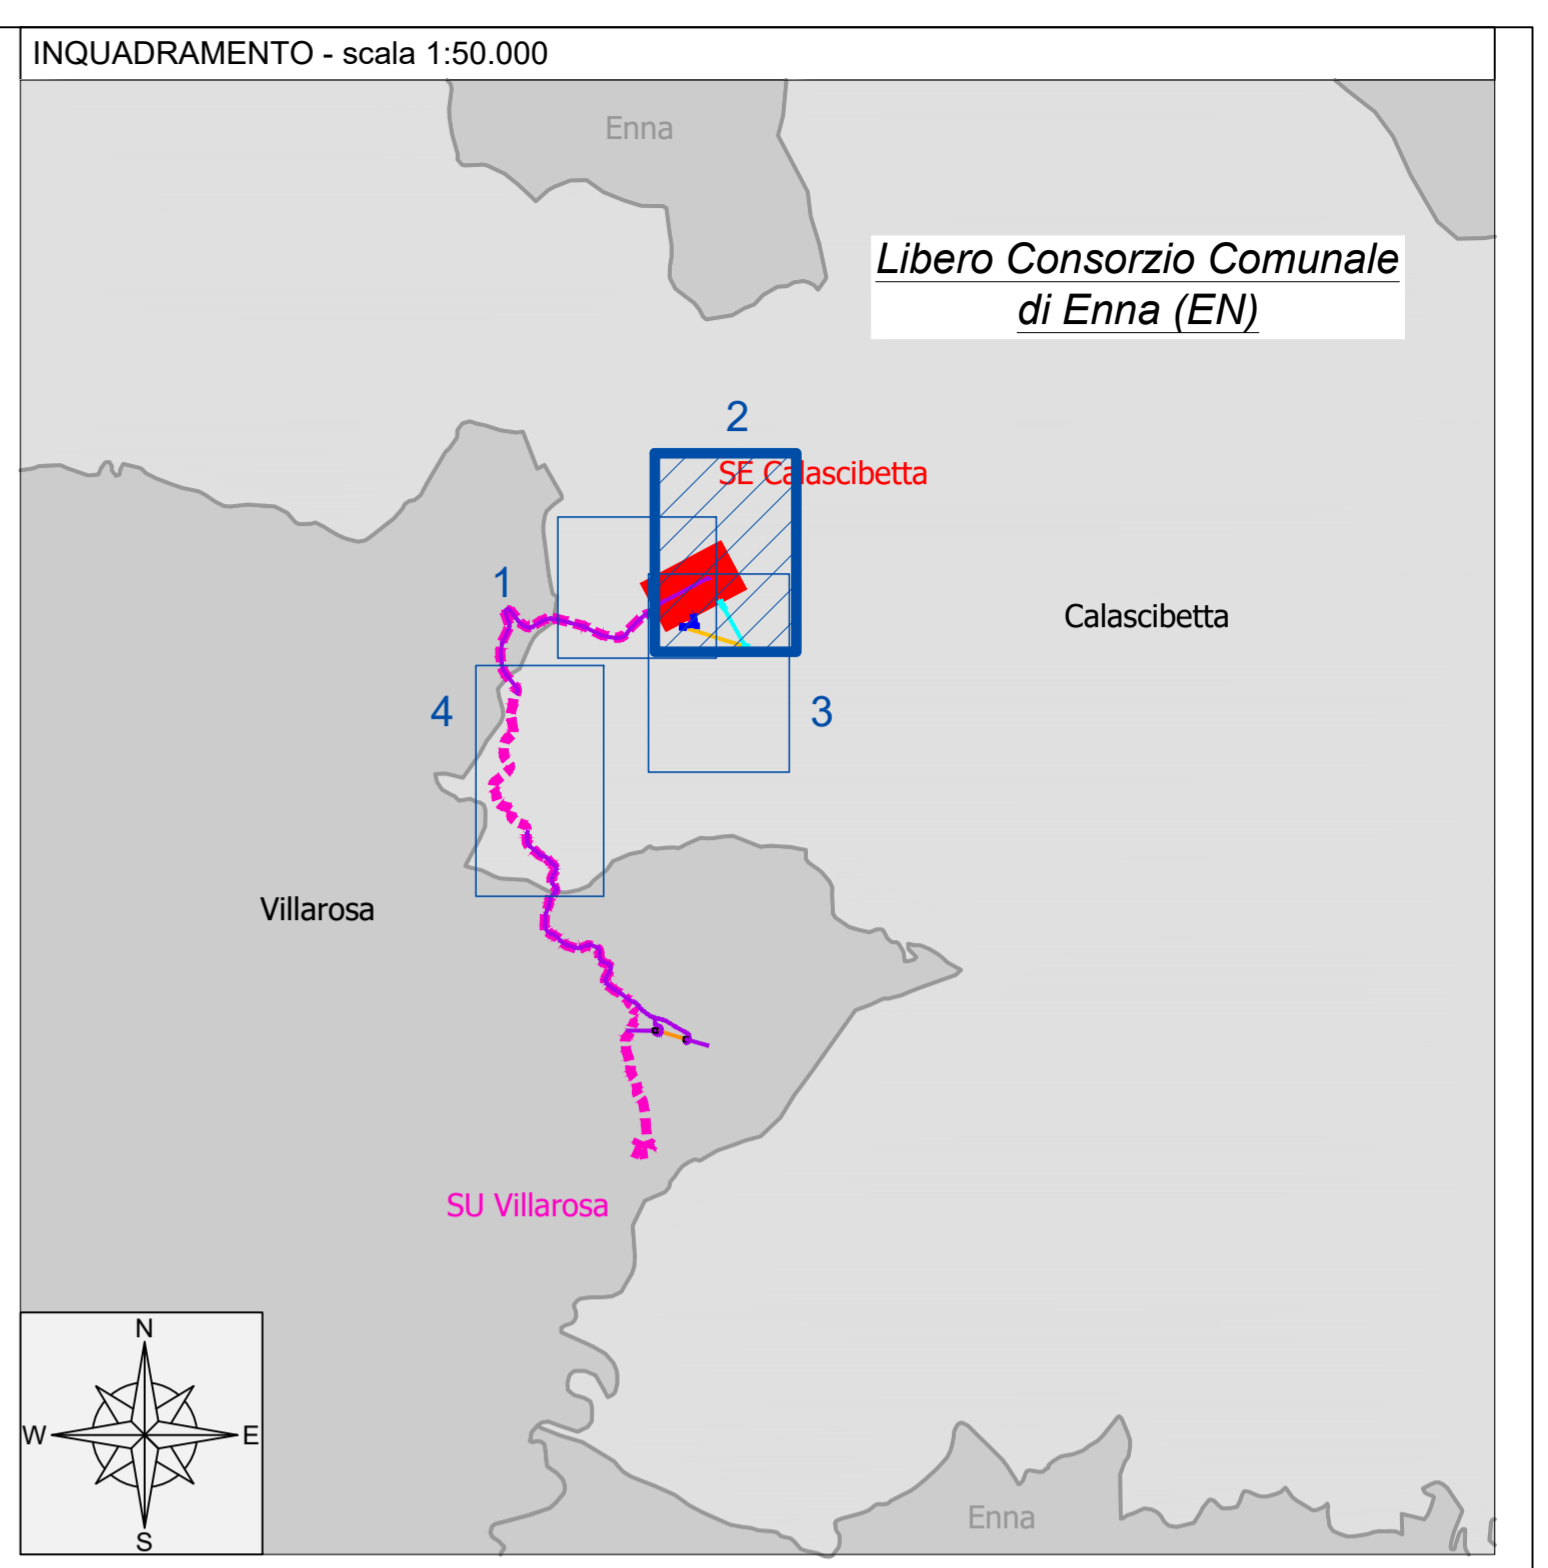 INQUADRAMENTO - scala 1:50.000
Enna
Libero Consorzio Comunale
di Enna (EN)
2
SE Calascibetta
1
Calascibetta
4
3
Villarosa
SU Villarosa
N
W
E
S
Enna